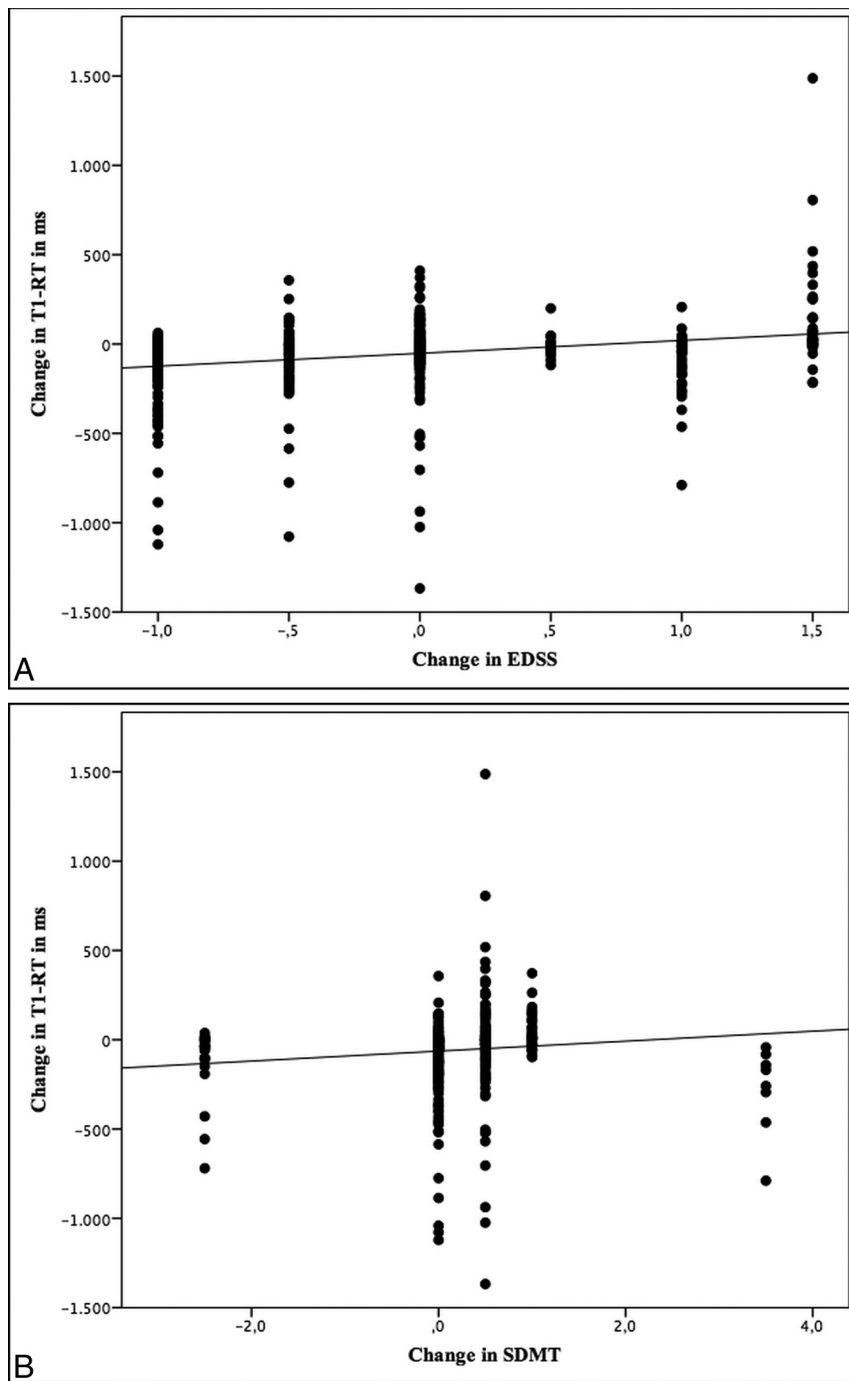 1.500
1.000
500
0
−500
−1.000
−1.500
Change in T1-RT in ms
−1,0 −,5 ,0 ,5 1,0 1,5
Change in EDSS
A
1.500
1.000
500
0
−500
−1.000
−1.500
Change in T1-RT in ms
−2,0 ,0 2,0 4,0
Change in SDMT
B